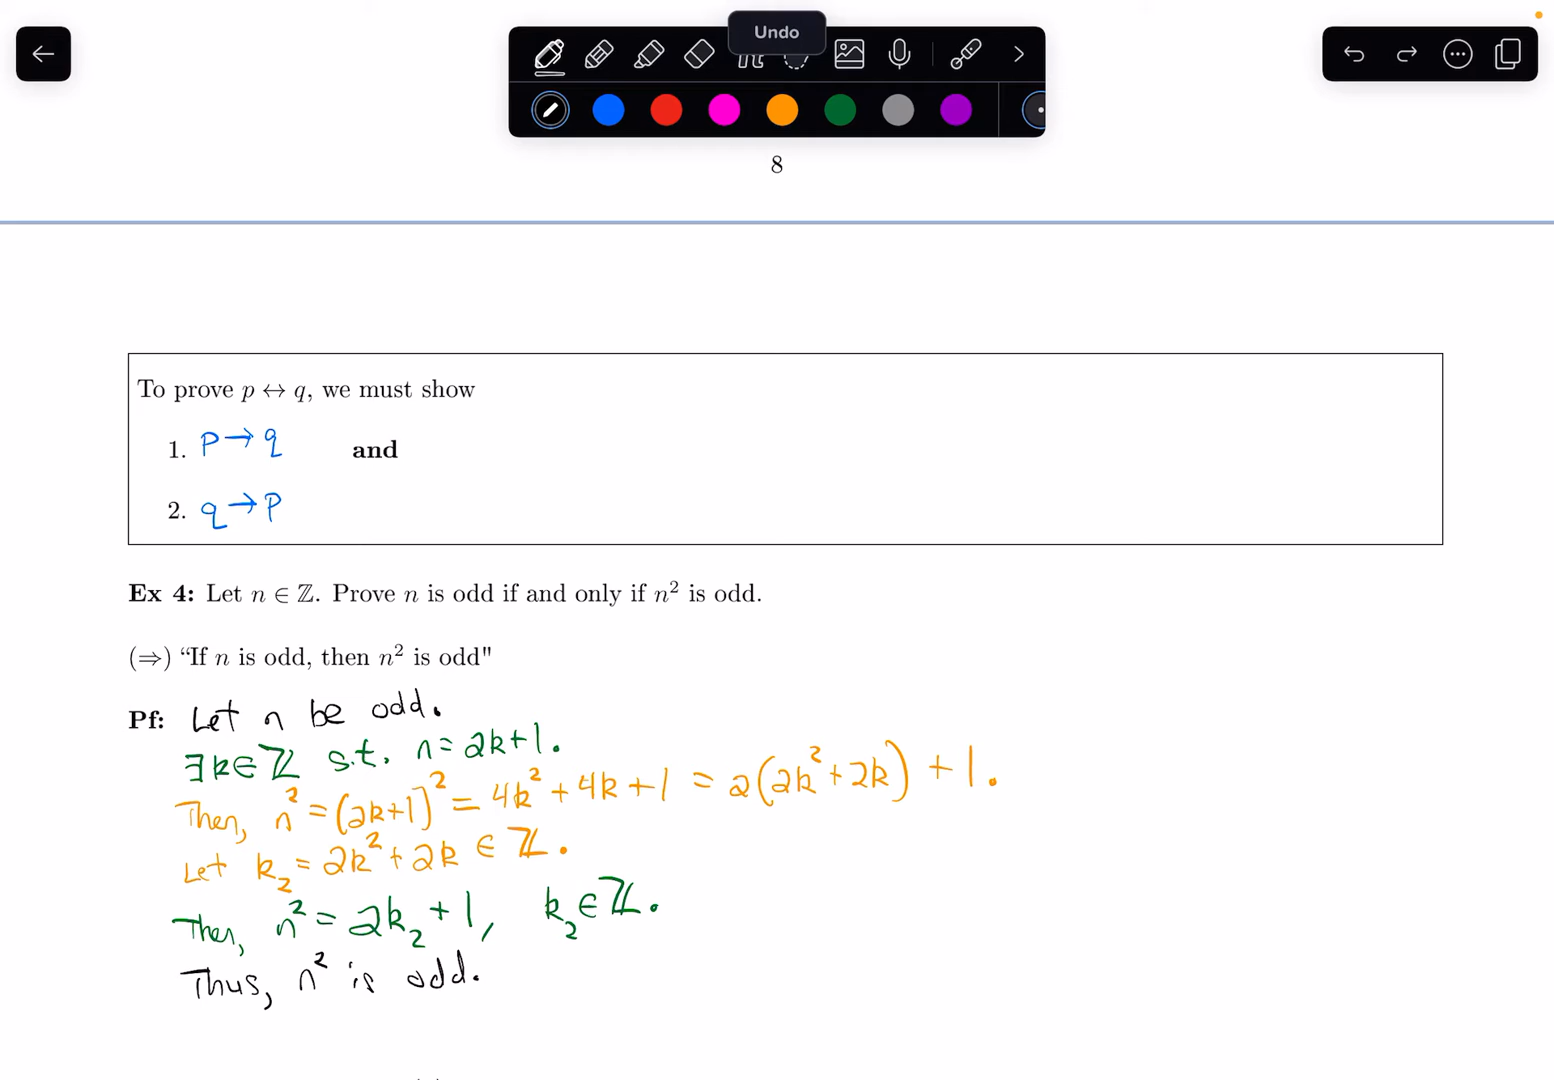 Undo
8
To prove p ↔ q, we must show
1. p → q and
2. q → p
Ex 4: Let n ∈ ℤ. Prove n is odd if and only if n² is odd.
(⇒) “If n is odd, then n² is odd"
Pf: Let n be odd.
∃k∈ℤ s.t. n = 2k+1.
Then, n² = (2k+1)² = 4k² + 4k + 1 = 2(2k² + 2k) + 1.
Let k₂ = 2k² + 2k ∈ ℤ.
Then, n² = 2k₂ + 1, k₂ ∈ ℤ.
Thus, n² is odd.